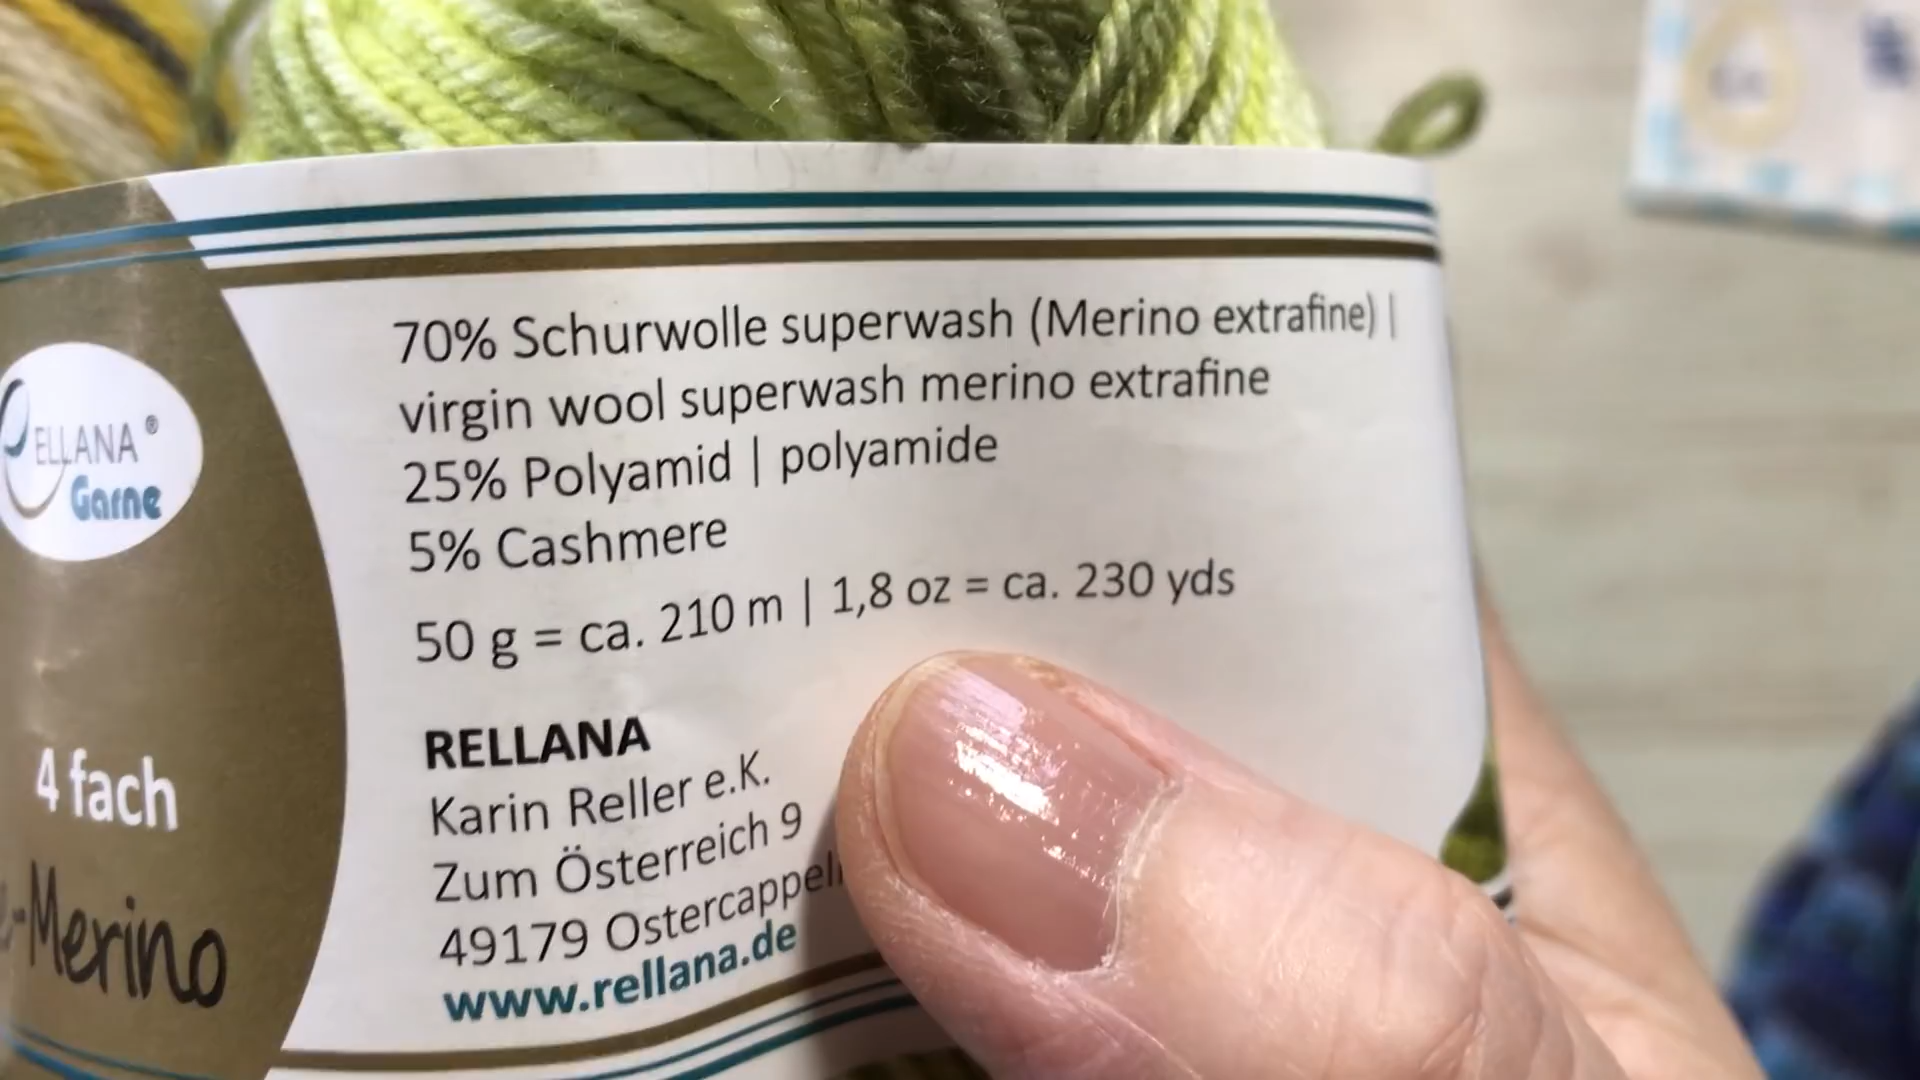 70% Schurwolle superwash (Merino extrafine) |
virgin wool superwash merino extrafine
25% Polyamid | polyamide
5% Cashmere
50 g = ca. 210 m | 1,8 oz = ca. 230 yds
RELLANA
Karin Reller e.K.
Zum Österreich 9
49179
www.rellana.de
ELLANA®
Garne
4 fach
-Merino